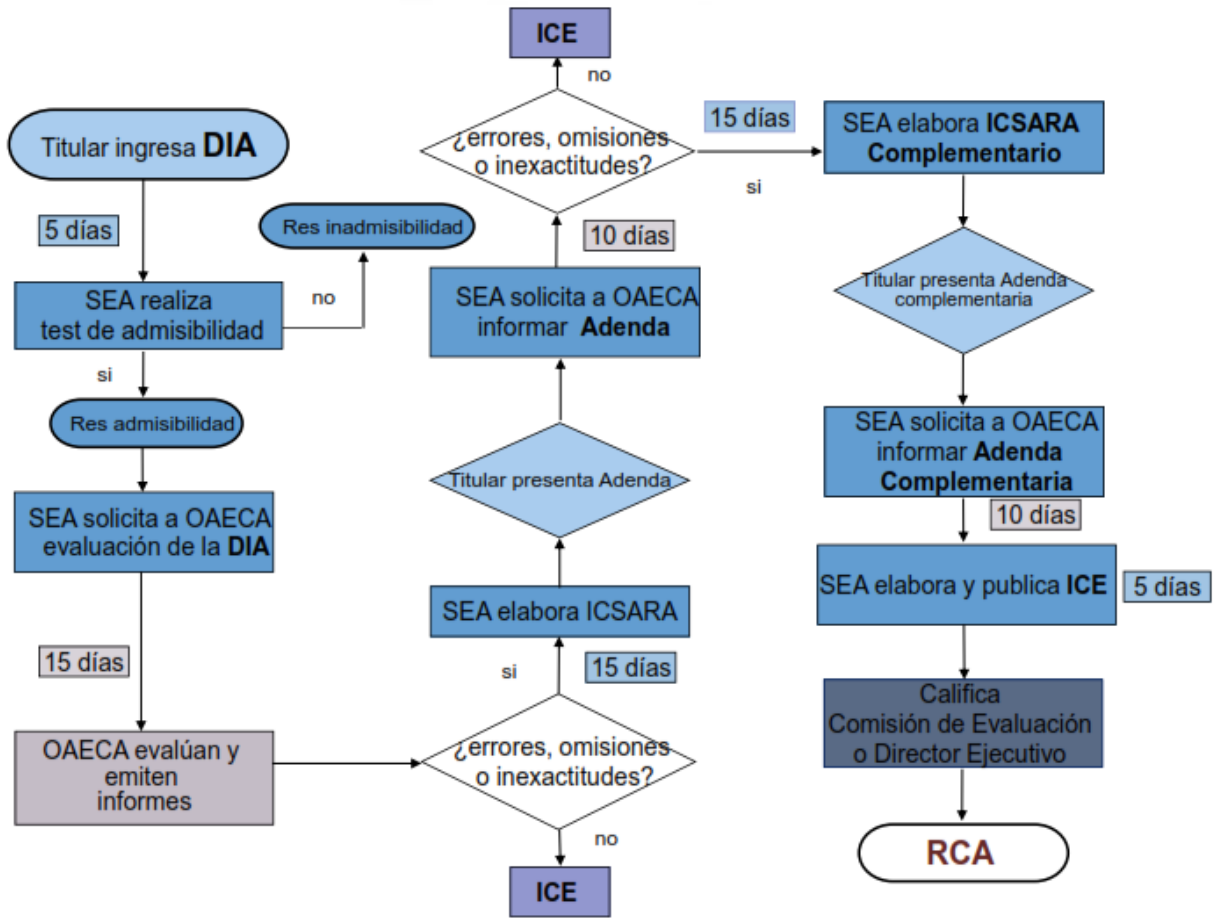 Titular ingresa DIA
5 días
SEA realiza
test de admisibilidad
no
Res inadmisibilidad
si
Res admisibilidad
SEA solicita a OAECA
evaluación de la DIA
15 días
OAECA evalúan y
emiten
informes
¿errores, omisiones
o inexactitudes?
no
ICE
si
15 días
SEA elabora ICSARA
Titular presenta Adenda
SEA solicita a OAECA
informar Adenda
10 días
¿errores, omisiones
o inexactitudes?
no
ICE
si
15 días
SEA elabora ICSARA
Complementario
Titular presenta Adenda
complementaria
SEA solicita a OAECA
informar Adenda
Complementaria
10 días
SEA elabora y publica ICE
5 días
Califica
Comisión de Evaluación
o Director Ejecutivo
RCA